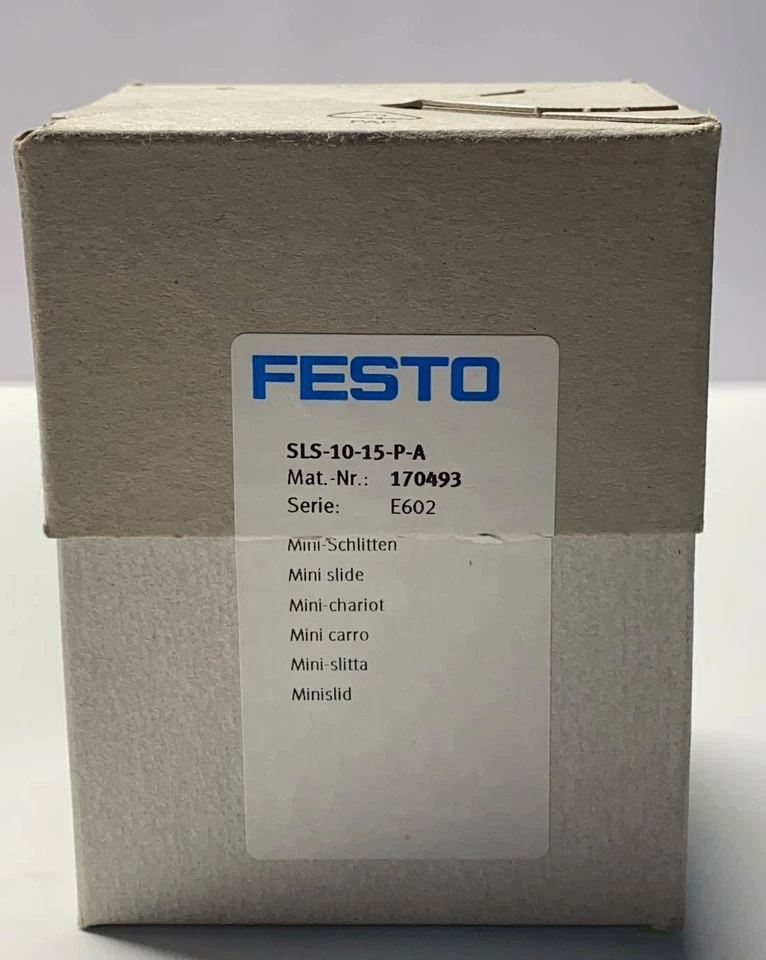 PAP
FESTO
SLS-10-15-P-A
Mat.-Nr.: 170493
Serie: E602
Mini-Schlitten
Mini slide
Mini-chariot
Mini carro
Mini-slitta
Minislid